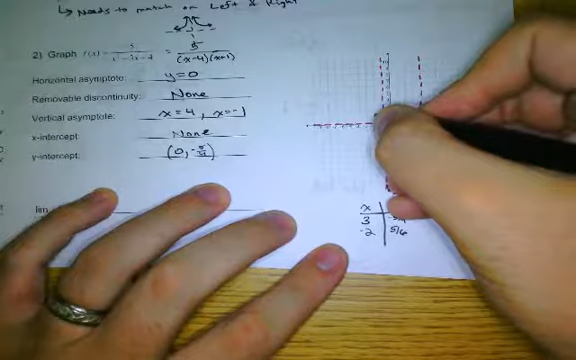 ↳ Needs to match on Left & Right
2) Graph f(x) = 5/(x²-3x-4) = 5/((x-4)(x+1))
Horizontal asymptote: y=0
Removable discontinuity: None
Vertical asymptote: x=4, x=-1
x-intercept: None
y-intercept: (0, -5/4)
lim
x
3
-2 5/6